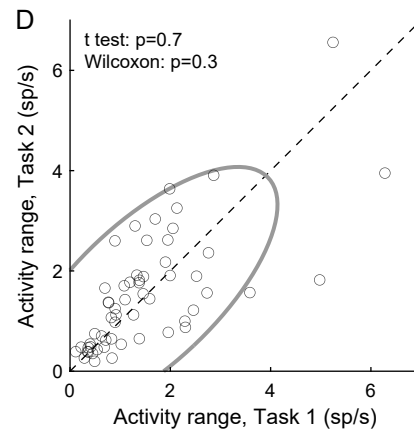 D
t test: p=0.7
Wilcoxon: p=0.3
6
4
2
0
Activity range, Task 2 (sp/s)
0
2
4
6
Activity range, Task 1 (sp/s)